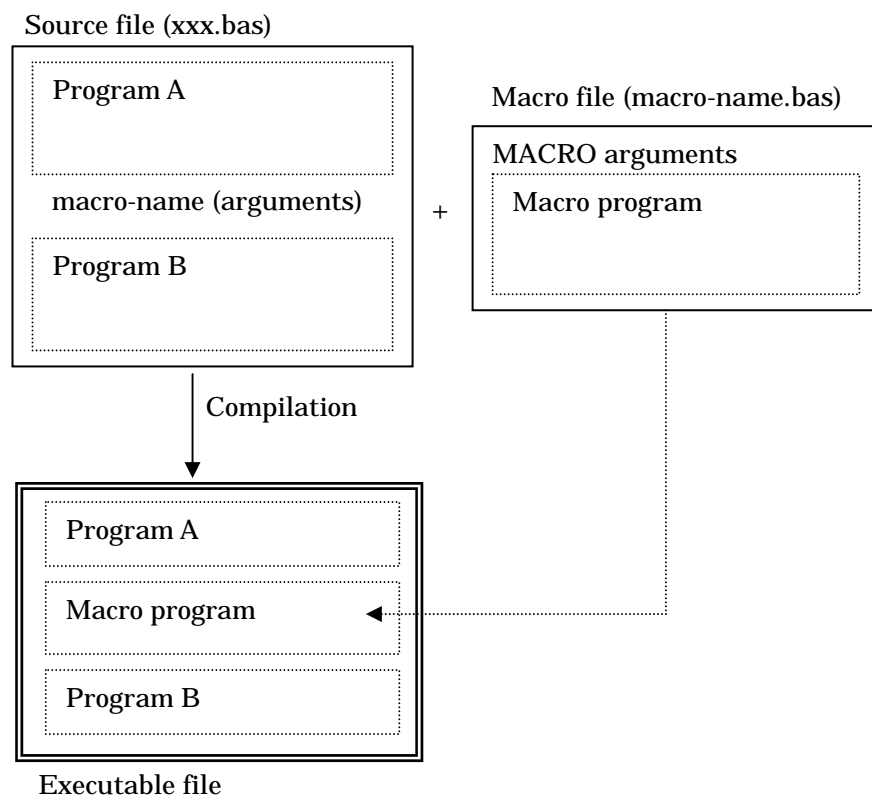 Source file (xxx.bas)
Program A
macro-name (arguments)
Program B
+
Macro file (macro-name.bas)
MACRO arguments
Macro program
Compilation
Program A
Macro program
Program B
Executable file